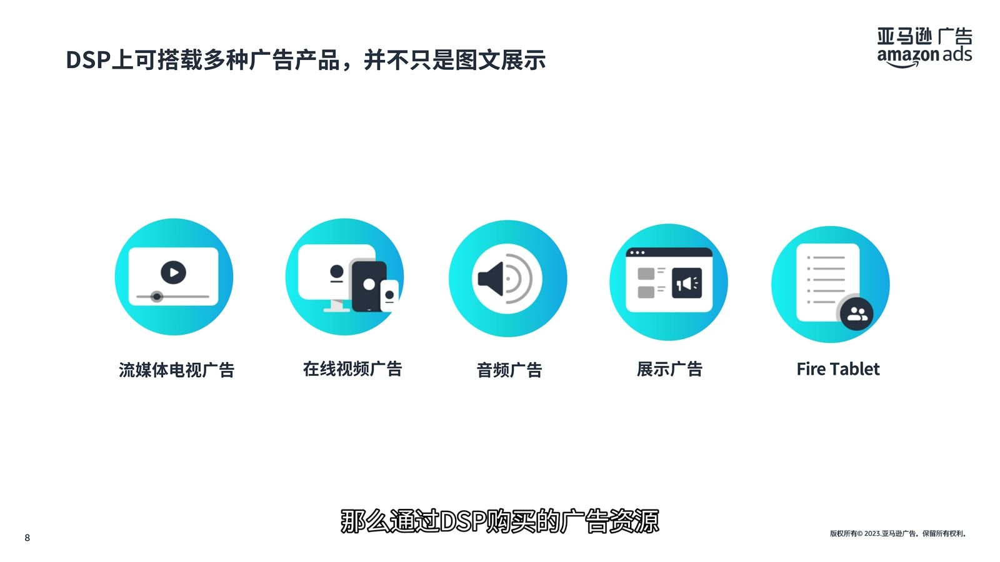 亚马逊 广告
amazon ads
DSP上可搭载多种广告产品，并不只是图文展示
流媒体电视广告
在线视频广告
音频广告
展示广告
Fire Tablet
那么通过DSP购买的广告资源
8
版权所有© 2023.亚马逊广告。保留所有权利。